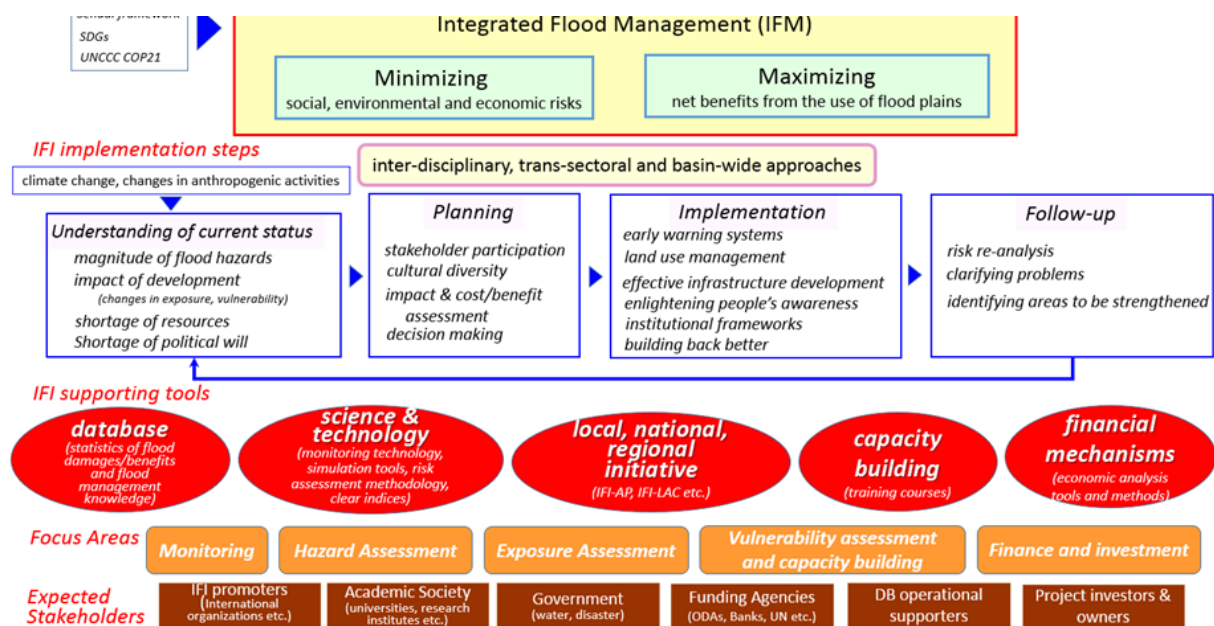 Sendai framework
SDGs
UNCCC COP21
Integrated Flood Management (IFM)
Minimizing
social, environmental and economic risks
Maximizing
net benefits from the use of flood plains
IFI implementation steps
inter-disciplinary, trans-sectoral and basin-wide approaches
climate change, changes in anthropogenic activities
Understanding of current status
magnitude of flood hazards
impact of development
(changes in exposure, vulnerability)
shortage of resources
Shortage of political will
Planning
stakeholder participation
cultural diversity
impact & cost/benefit
assessment
decision making
Implementation
early warning systems
land use management
effective infrastructure development
enlightening people's awareness
institutional frameworks
building back better
Follow-up
risk re-analysis
clarifying problems
identifying areas to be strengthened
IFI supporting tools
database
(statistics of flood
damages/benefits
and flood
management
knowledge)
science &
technology
(monitoring technology,
simulation tools, risk
assessment methodology,
clear indices)
local, national,
regional
initiative
(IFI-AP, IFI-LAC etc.)
capacity
building
(training courses)
financial
mechanisms
(economic analysis
tools and methods)
Focus Areas
Monitoring
Hazard Assessment
Exposure Assessment
Vulnerability assessment
and capacity building
Finance and investment
Expected
Stakeholders
IFI promoters
(International
organizations etc.)
Academic Society
(universities, research
institutes etc.)
Government
(water, disaster)
Funding Agencies
(ODAs, Banks, UN etc.)
DB operational
supporters
Project investors &
owners